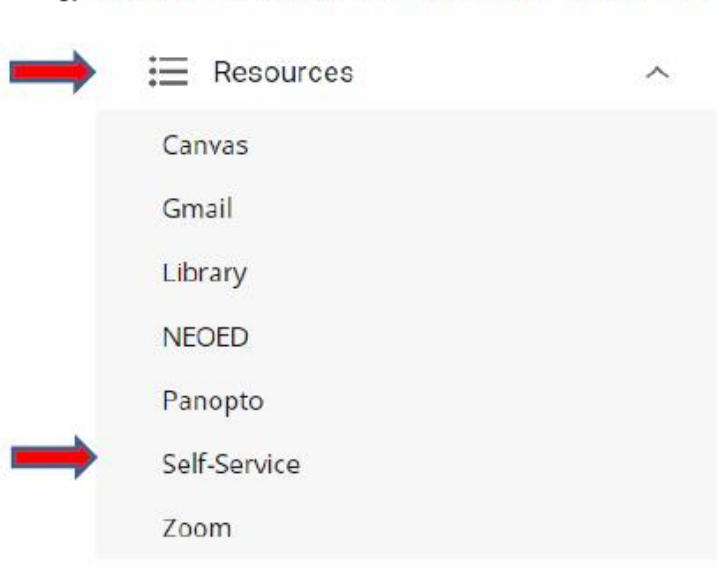 Resources
Canvas
Gmail
Library
NEOED
Panopto
Self-Service
Zoom